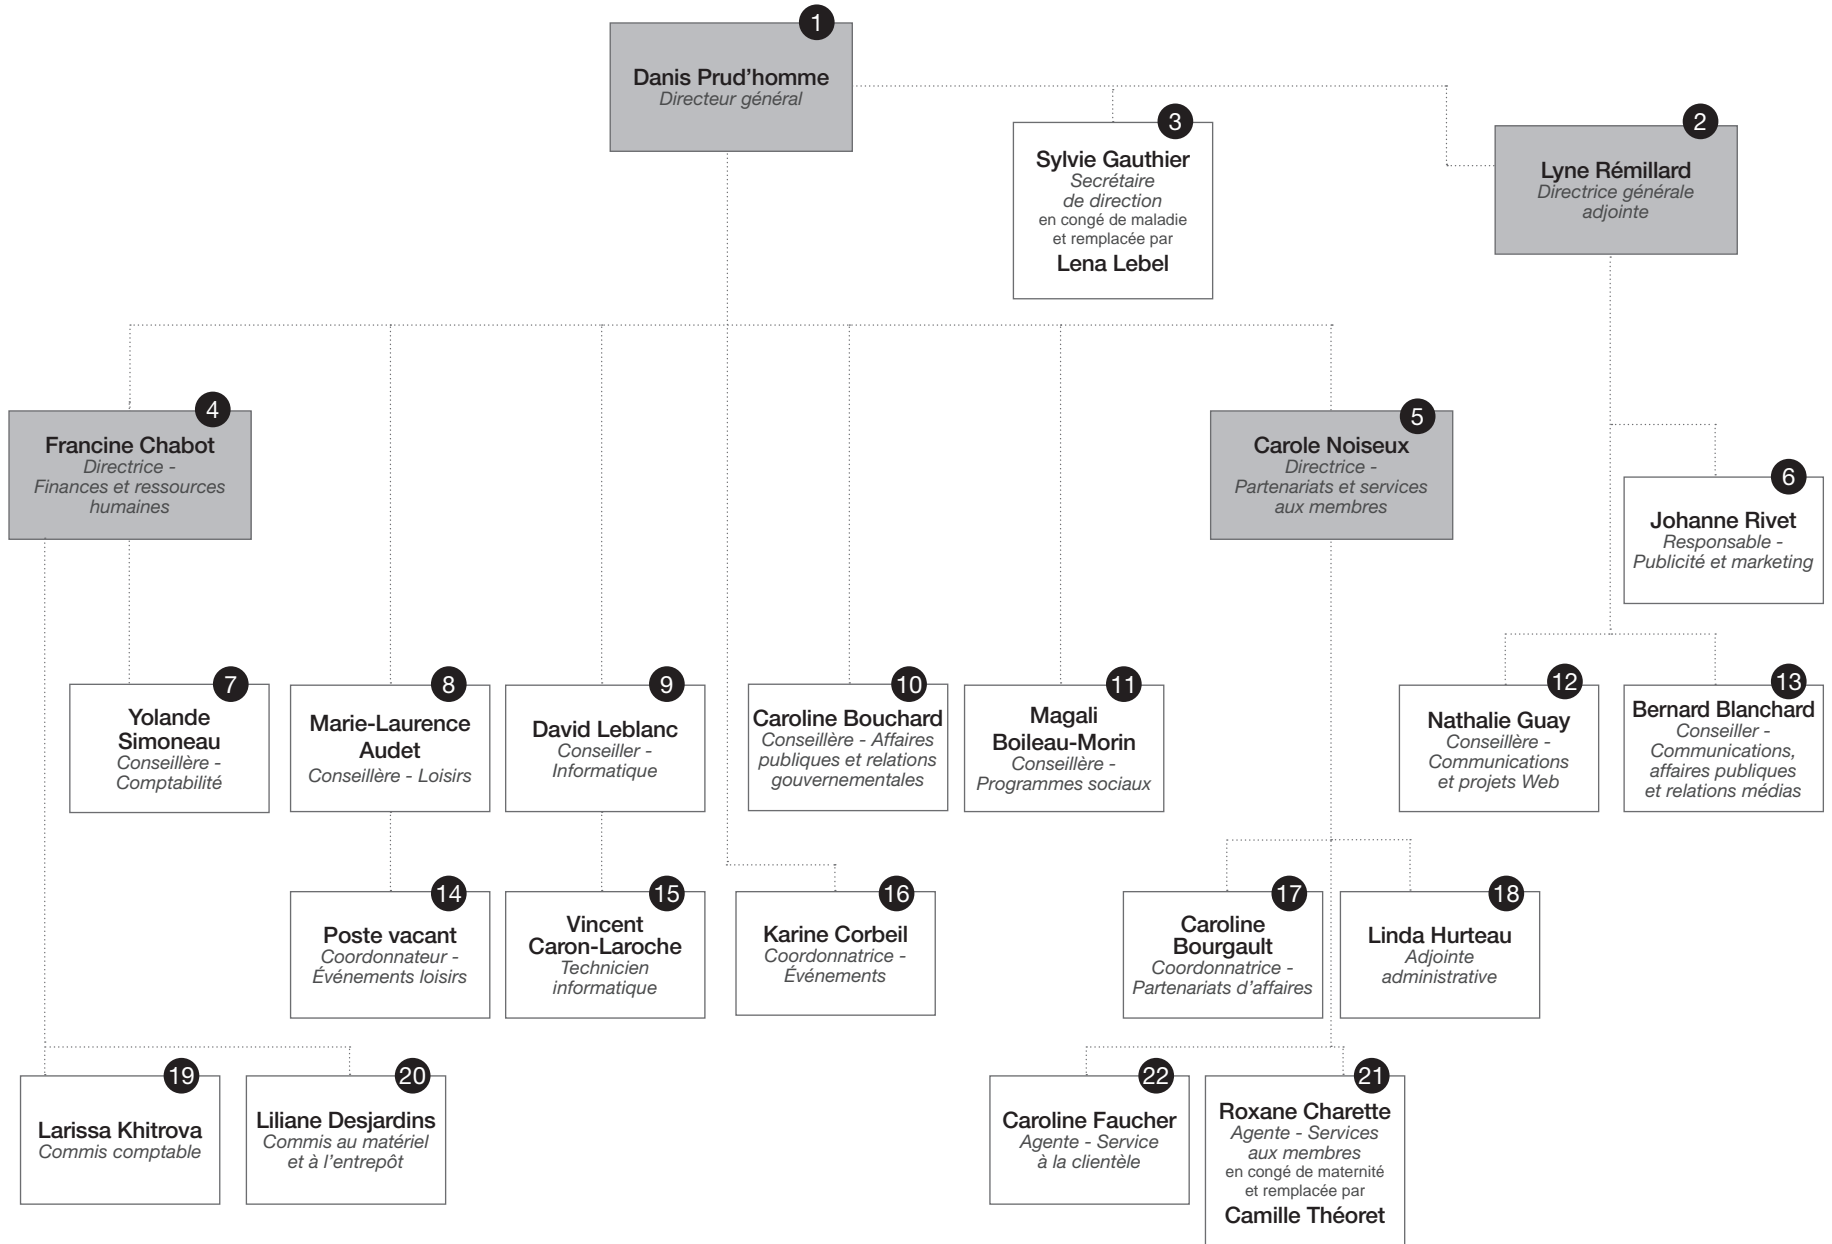 1
Danis Prud’homme
Directeur général
3
Sylvie Gauthier
Secrétaire
de direction
en congé de maladie
et remplacée par
Lena Lebel
2
Lyne Rémillard
Directrice générale
adjointe
4
Francine Chabot
Directrice -
Finances et ressources
humaines
5
Carole Noiseux
Directrice -
Partenariats et services
aux membres
6
Johanne Rivet
Responsable -
Publicité et marketing
7
Yolande
Simoneau
Conseillère -
Comptabilité
8
Marie-Laurence
Audet
Conseillère - Loisirs
9
David Leblanc
Conseiller -
Informatique
10
Caroline Bouchard
Conseillère - Affaires
publiques et relations
gouvernementales
11
Magali
Boileau-Morin
Conseillère -
Programmes sociaux
12
Nathalie Guay
Conseillère -
Communications
et projets Web
13
Bernard Blanchard
Conseiller -
Communications,
affaires publiques
et relations médias
14
Poste vacant
Coordonnateur -
Événements loisirs
15
Vincent
Caron-Laroche
Technicien
informatique
16
Karine Corbeil
Coordonnatrice -
Événements
17
Caroline
Bourgault
Coordonnatrice -
Partenariats d’affaires
18
Linda Hurteau
Adjointe
administrative
19
Larissa Khitrova
Commis comptable
20
Liliane Desjardins
Commis au matériel
et à l’entrepôt
22
Caroline Faucher
Agente - Service
à la clientèle
21
Roxane Charette
Agente - Services
aux membres
en congé de maternité
et remplacée par
Camille Théoret